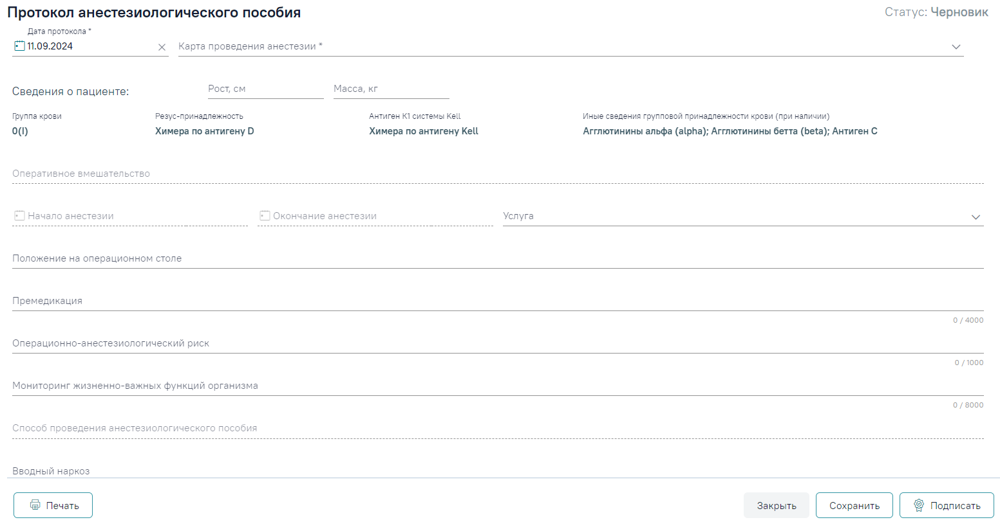 Протокол анестезиологического пособия
Статус: Черновик
Дата протокола *
11.09.2024
Карта проведения анестезии *
Сведения о пациенте:
Рост, см
Масса, кг
Группа крови
Резус-принадлежность
Антиген K1 системы Kell
Иные сведения групповой принадлежности крови (при наличии)
0(I)
Химера по антигену D
Химера по антигену Kell
Агглютинины альфа (alpha); Агглютинины бетта (beta); Антиген C
Оперативное вмешательство
Начало анестезии
Окончание анестезии
Услуга
Положение на операционном столе
Премедикация
0 / 4000
Операционно-анестезиологический риск
0 / 1000
Мониторинг жизненно-важных функций организма
0 / 8000
Способ проведения анестезиологического пособия
Вводный наркоз
Печать
Закрыть
Сохранить
Подписать